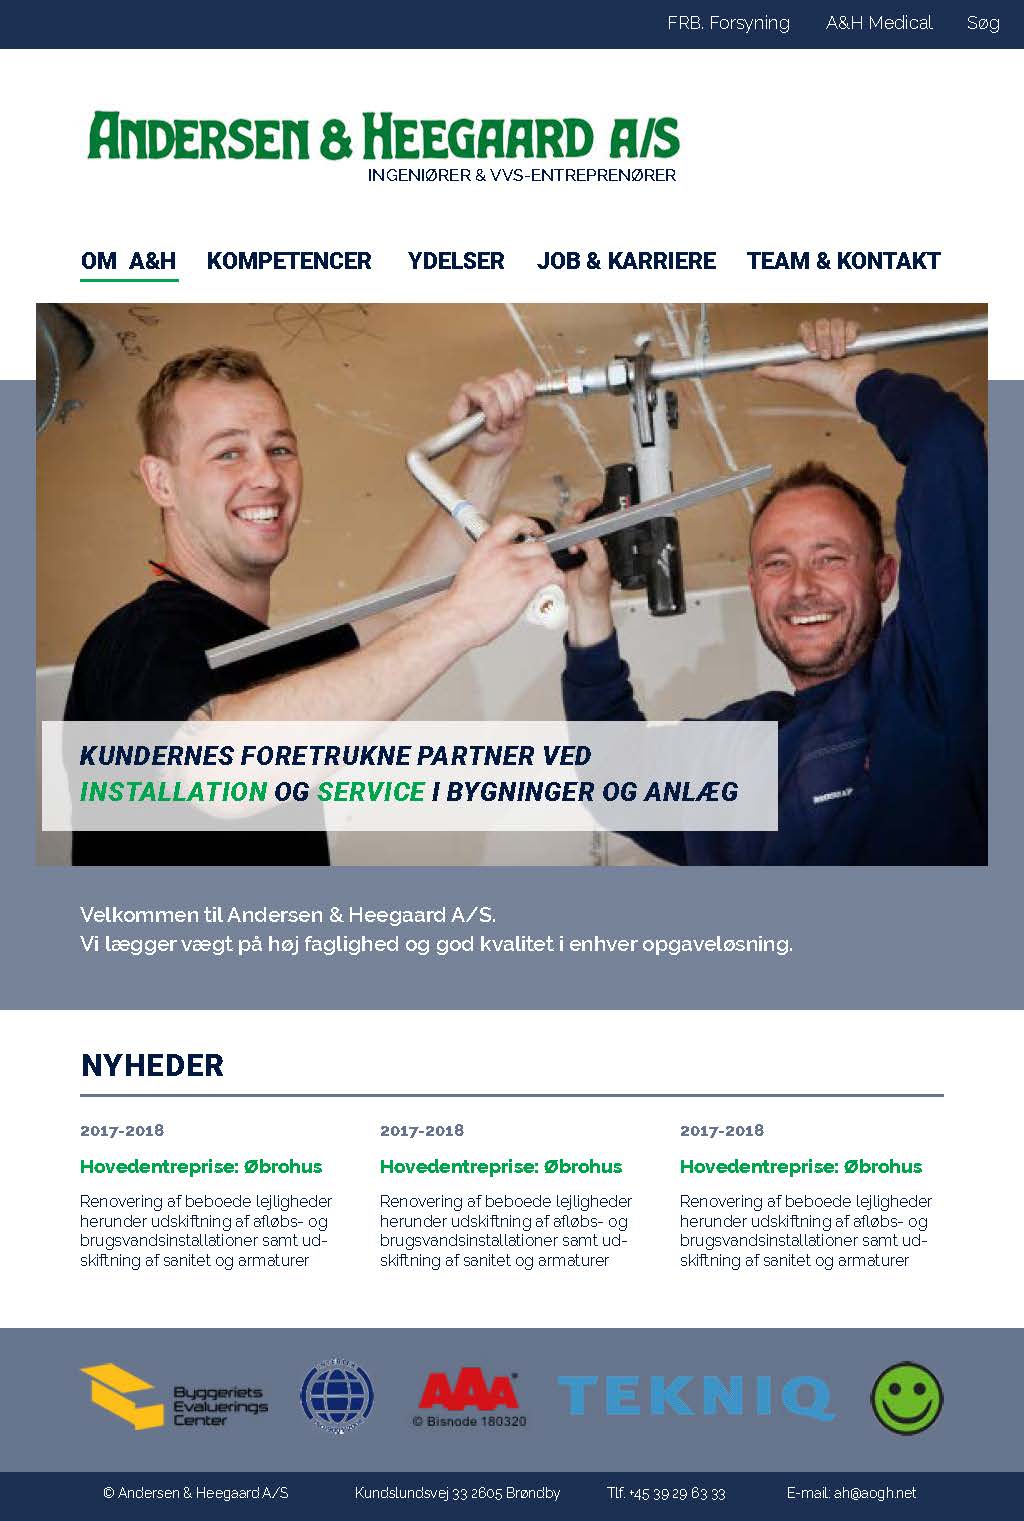 FRB. Forsyning A&H Medical Søg
ANDERSEN & HEEGAARD A/S
INGENIØRER & VVS-ENTREPRENØRER
OM A&H KOMPETENCER YDELSER JOB & KARRIERE TEAM & KONTAKT
KUNDERNES FORETRUKNE PARTNER VED
INSTALLATION OG SERVICE I BYGNINGER OG ANLÆG
Velkommen til Andersen & Heegaard A/S.
Vi lægger vægt på høj faglighed og god kvalitet i enhver opgaveløsning.
NYHEDER
2017-2018
Hovedentreprise: Øbrohus
Renovering af beboede lejligheder
herunder udskiftning af afløbs- og
brugsvandsinstallationer samt ud-
skiftning af sanitet og armaturer
2017-2018
Hovedentreprise: Øbrohus
Renovering af beboede lejligheder
herunder udskiftning af afløbs- og
brugsvandsinstallationer samt ud-
skiftning af sanitet og armaturer
2017-2018
Hovedentreprise: Øbrohus
Renovering af beboede lejligheder
herunder udskiftning af afløbs- og
brugsvandsinstallationer samt ud-
skiftning af sanitet og armaturer
Byggeriets
Evaluerings
Center
AAA®
© Bisnode 180320
TEKNIQ
© Andersen & Heegaard A/S Kundslundsvej 33 2605 Brøndby Tlf. +45 39 29 63 33 E-mail: ah@aogh.net